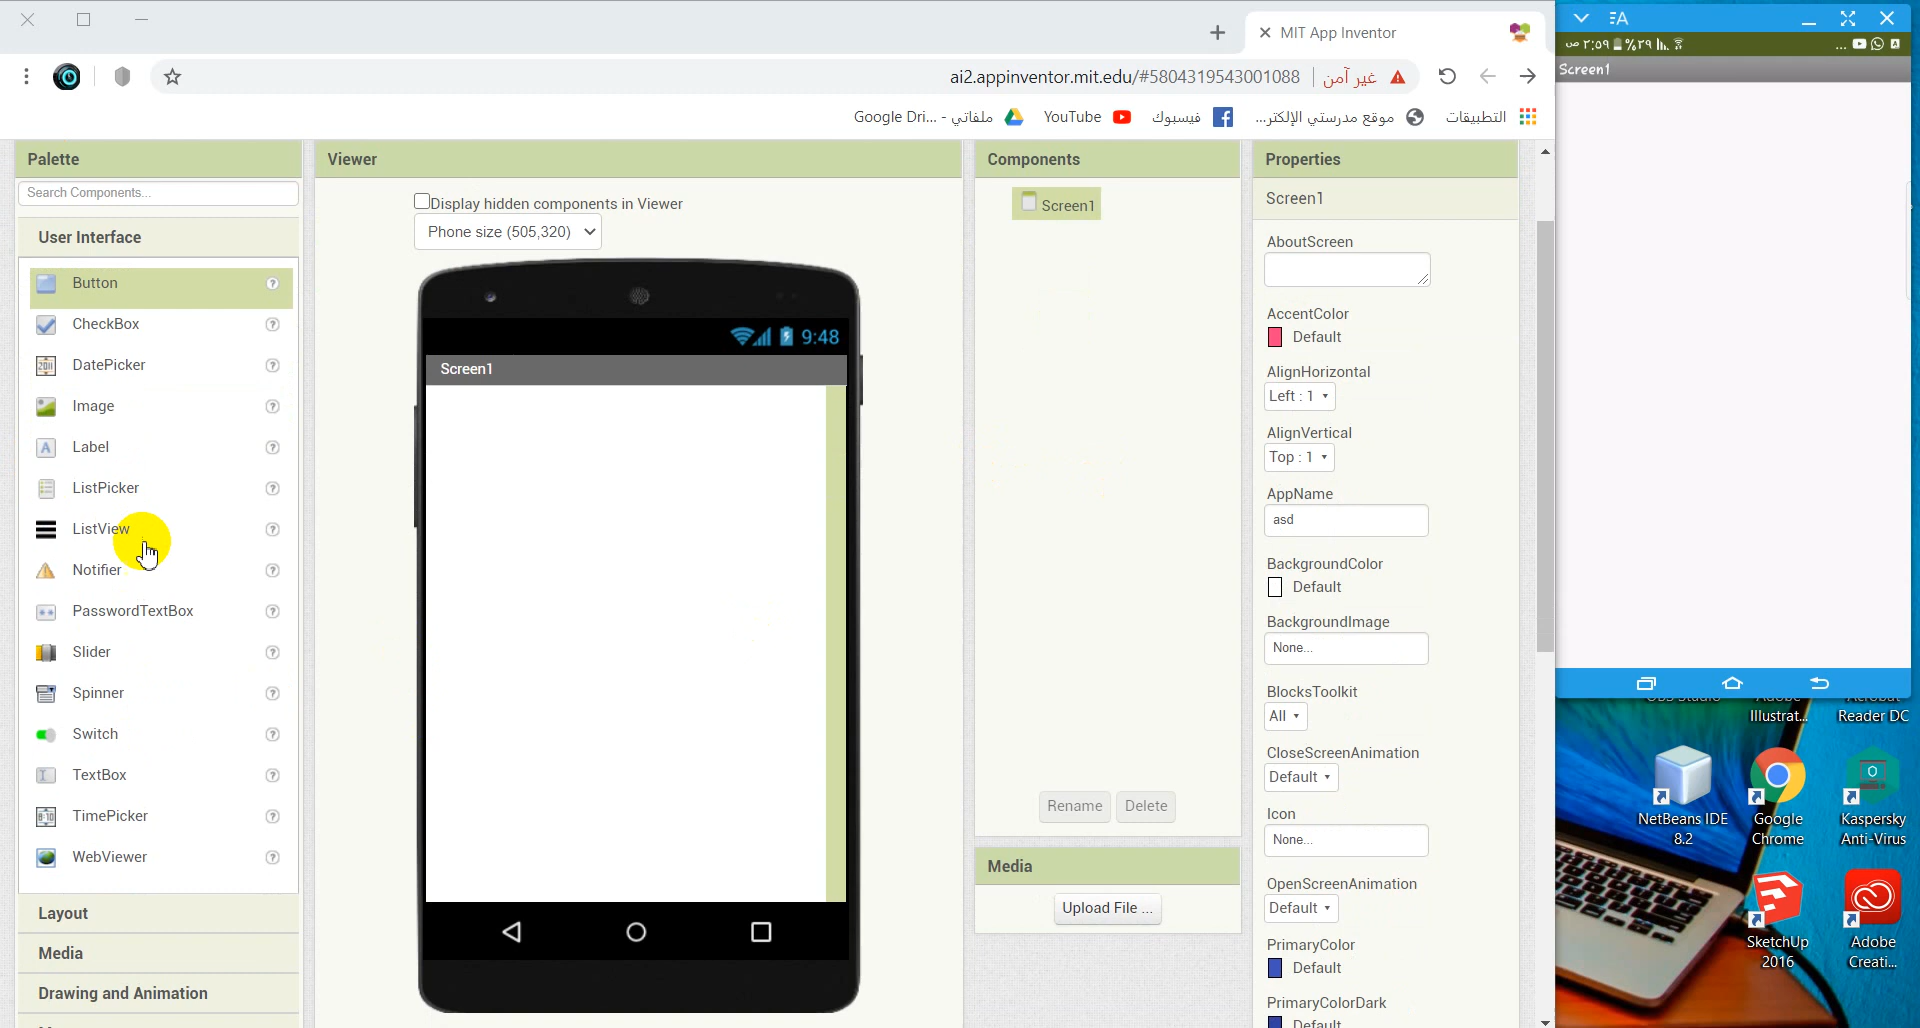 MIT App Inventor
ai2.appinventor.mit.edu/#5804319543001088
غير آمن
التطبيقات
موقع مدرستي الإلكتر...
فيسبوك
YouTube
ملفاتي - Google Dri...
Palette
Search Components...
User Interface
Button
CheckBox
DatePicker
Image
Label
ListPicker
ListView
Notifier
PasswordTextBox
Slider
Spinner
Switch
TextBox
TimePicker
WebViewer
Layout
Media
Drawing and Animation
Viewer
Display hidden components in Viewer
Phone size (505,320)
9:48
Screen1
Components
Screen1
Rename
Delete
Media
Upload File ...
Properties
Screen1
AboutScreen
AccentColor
Default
AlignHorizontal
Left : 1
AlignVertical
Top : 1
AppName
asd
BackgroundColor
Default
BackgroundImage
None...
BlocksToolkit
All
CloseScreenAnimation
Default
Icon
None...
OpenScreenAnimation
Default
PrimaryColor
Default
PrimaryColorDark
Default
٢:٥٩ ص
%٢٩
Screen1
Illustrat...
Reader DC
NetBeans IDE
8.2
Google
Chrome
Kaspersky
Anti-Virus
SketchUp
2016
Adobe
Creati...